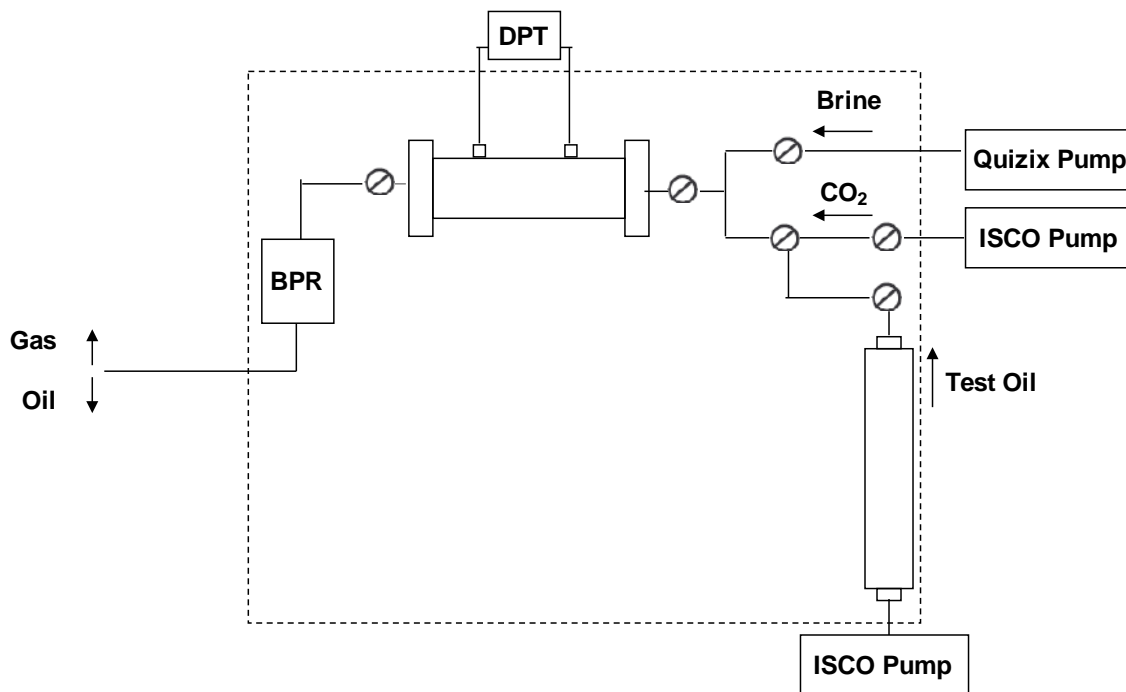 DPT
Brine
Quizix Pump
CO₂
ISCO Pump
BPR
Gas
Oil
Test Oil
ISCO Pump